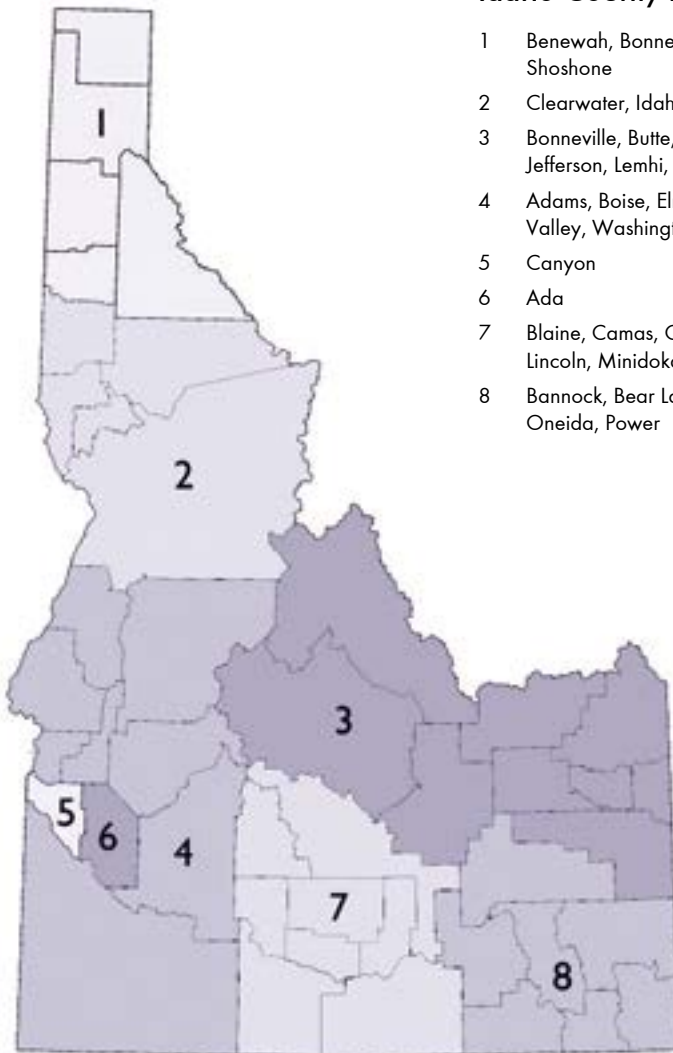 Idaho County
1 Benewah, Bonne
Shoshone
2 Clearwater, Idah
3 Bonneville, Butte,
Jefferson, Lemhi,
4 Adams, Boise, El
Valley, Washingt
5 Canyon
6 Ada
7 Blaine, Camas,
Lincoln, Minidoka
8 Bannock, Bear La
Oneida, Power
1
2
3
5
6
4
7
8